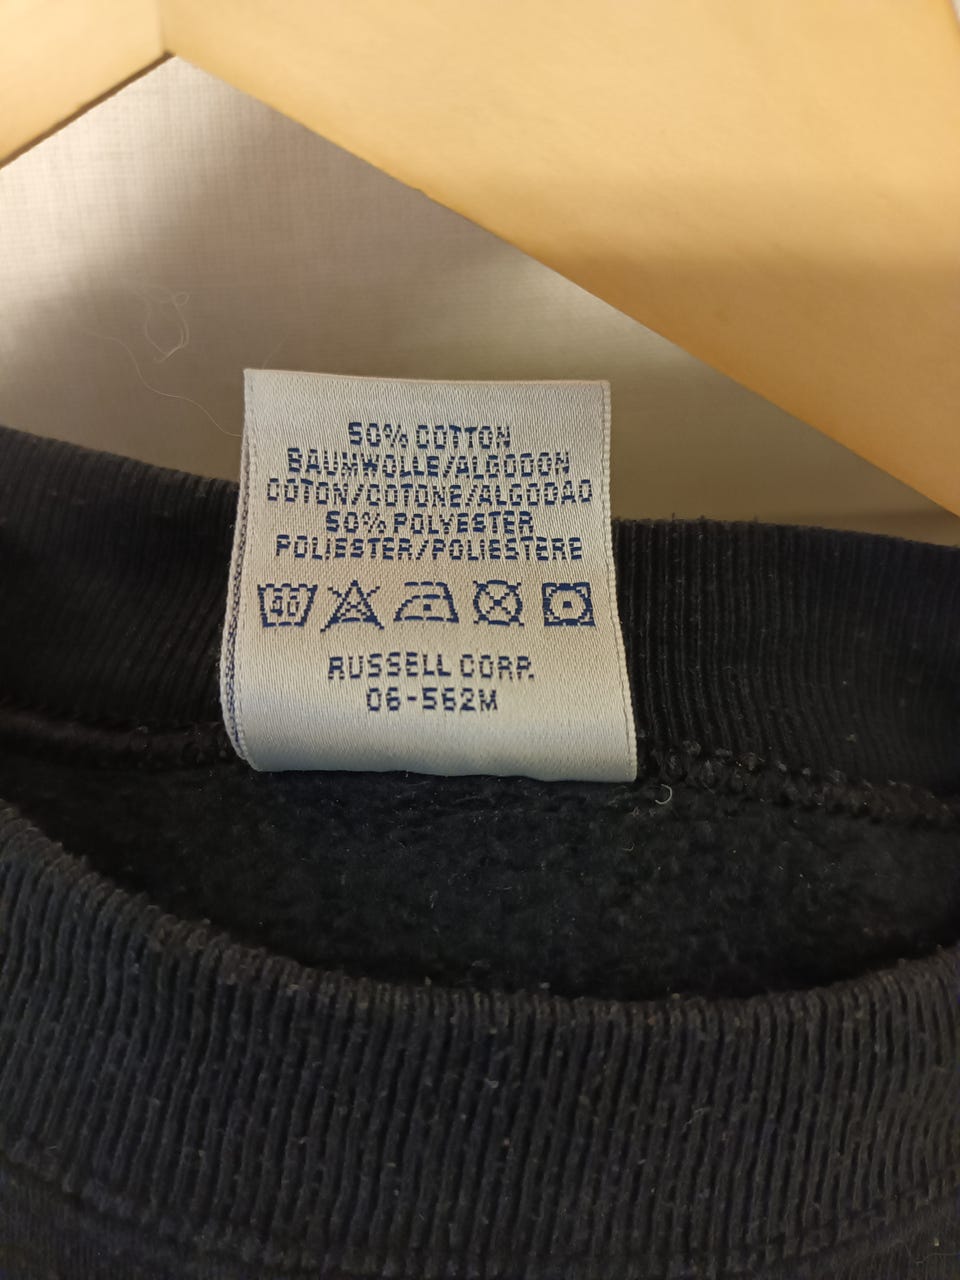 50% COTTON
BAUMWOLLE/ALGODON
COTON/COTONE/ALGODAO
50% POLYESTER
POLIESTER/POLIESTERE
40
RUSSELL CORP.
06-562M